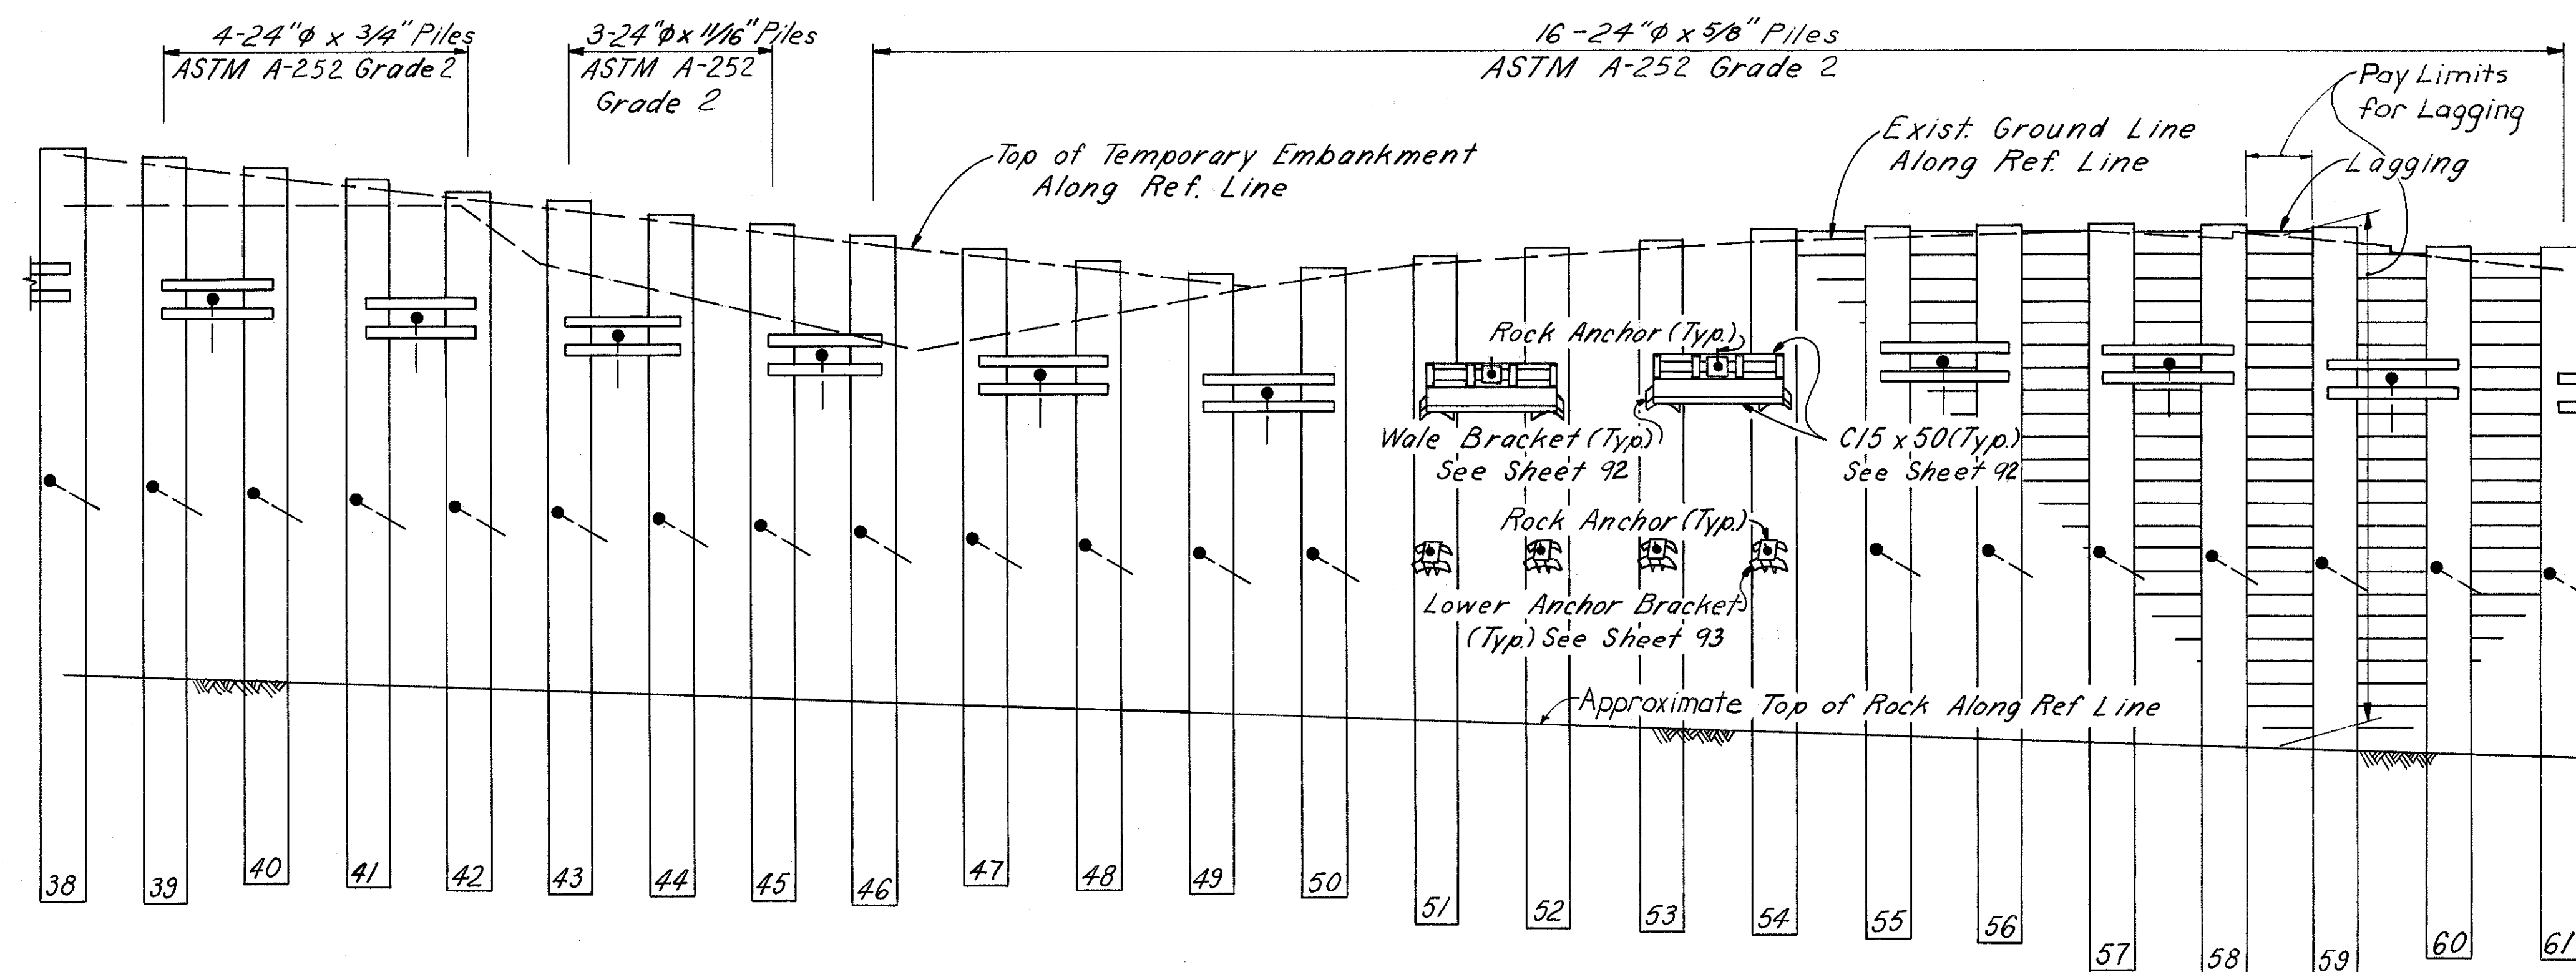 4-24"φ x 3/4" Piles
ASTM A-252 Grade 2
3-24"φ x 11/16" Piles
ASTM A-252
Grade 2
16-24"φ x 5/8" Piles
ASTM A-252 Grade 2
Pay Limits
for Lagging
Lagging
Exist. Ground Line
Along Ref. Line
Top of Temporary Embankment
Along Ref. Line
Rock Anchor (Typ.)
Wale Bracket (Typ.)
See Sheet 92
C15 x 50 (Typ.)
See Sheet 92
Rock Anchor (Typ.)
Lower Anchor Bracket
(Typ.) See Sheet 93
Approximate Top of Rock Along Ref Line
38
39
40
41
42
43
44
45
46
47
48
49
50
51
52
53
54
55
56
57
58
59
60
61